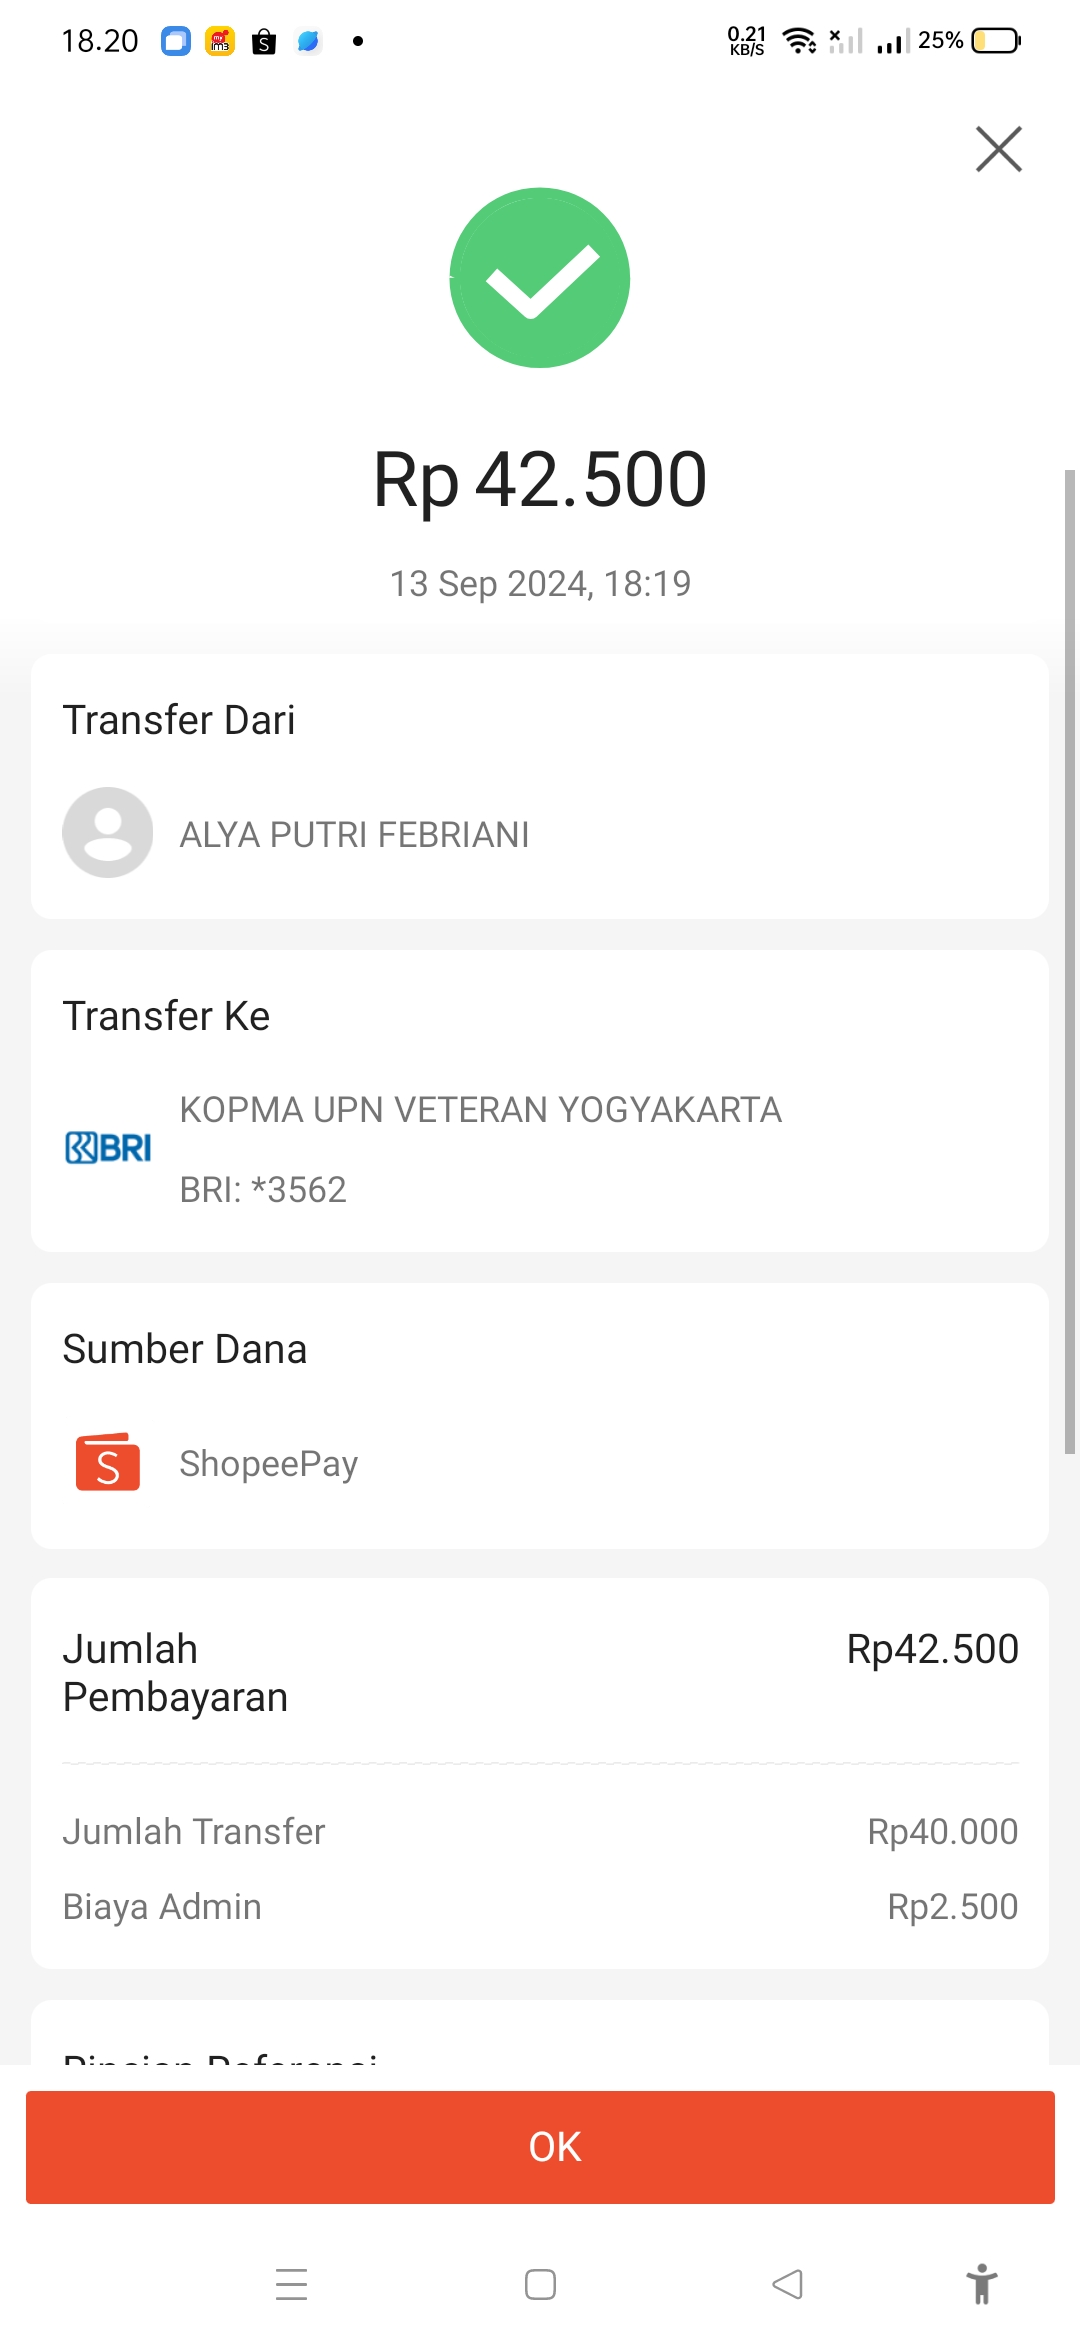 18.20
0.21
KB/S
25%
Rp 42.500
13 Sep 2024, 18:19
Transfer Dari
ALYA PUTRI FEBRIANI
Transfer Ke
KOPMA UPN VETERAN YOGYAKARTA
BRI
BRI: *3562
Sumber Dana
S
ShopeePay
Jumlah
Pembayaran
Rp42.500
Jumlah Transfer
Rp40.000
Biaya Admin
Rp2.500
OK